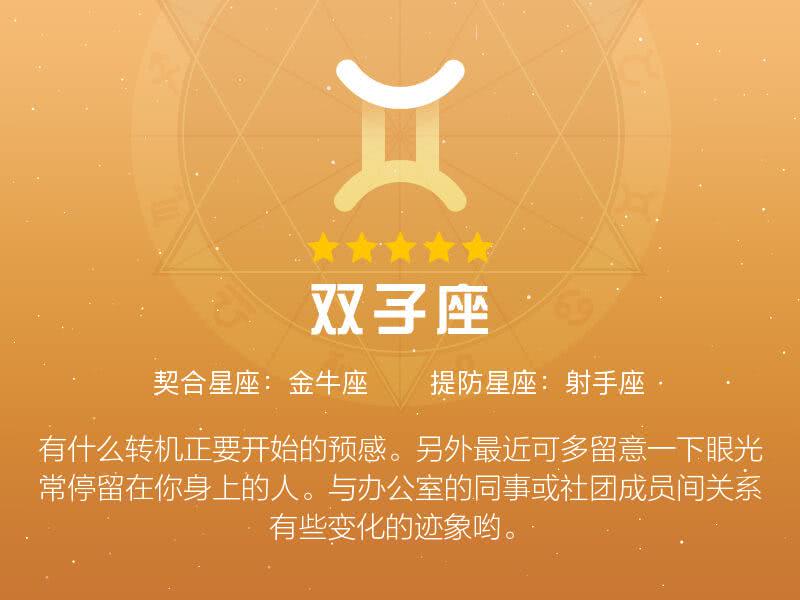 双子座
契合星座：金牛座 提防星座：射手座
有什么转机正要开始的预感。另外最近可多留意一下眼光
常停留在你身上的人。与办公室的同事或社团成员间关系
有些变化的迹象哟。